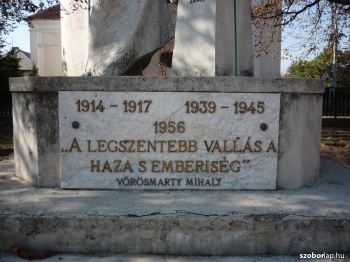 1914 - 1917 1939 - 1945
1956
„A LEGSZENTEBB VALLÁS A
HAZA S EMBERISÉG"
VÖRÖSMARTY MIHÁLY
szoborlap.hu